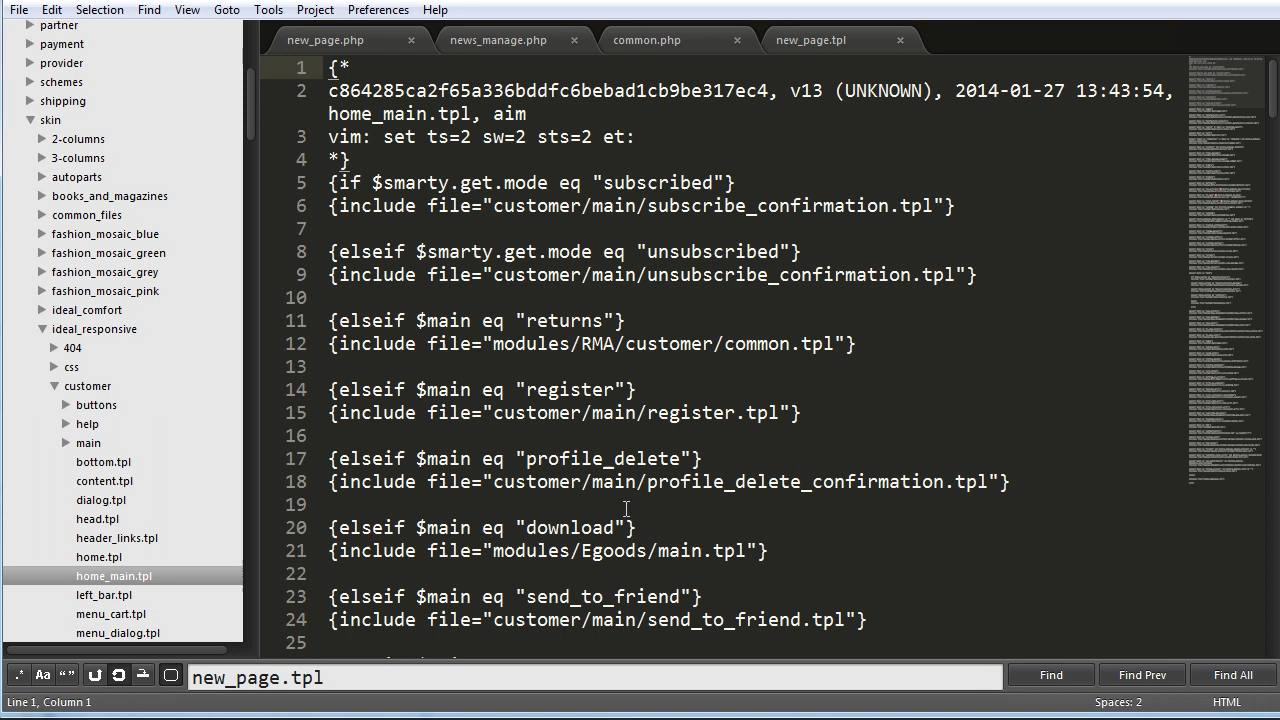 File Edit Selection Find View Goto Tools Project Preferences Help
partner
payment
provider
schemes
shipping
skin
2-columns
3-columns
autoparts
books_and_magazines
common_files
fashion_mosaic_blue
fashion_mosaic_green
fashion_mosaic_grey
fashion_mosaic_pink
ideal_comfort
ideal_responsive
404
css
customer
buttons
help
main
bottom.tpl
content.tpl
dialog.tpl
head.tpl
header_links.tpl
home.tpl
home_main.tpl
left_bar.tpl
menu_cart.tpl
menu_dialog.tpl
new_page.php × news_manage.php × common.php × new_page.tpl ×
1 {*
2 v13 (UNKNOWN), 2014-01-27 13:43:54,
home_main.tpl, aim
3 vim: set ts=2 sw=2 sts=2 et:
4 *}
5 {if $smarty.get.mode eq "subscribed"}
6 {include file="customer/main/subscribe_confirmation.tpl"}
7
8 {elseif $smarty.get.mode eq "unsubscribed"}
9 {include file="customer/main/unsubscribe_confirmation.tpl"}
10
11 {elseif $main eq "returns"}
12 {include file="modules/RMA/customer/common.tpl"}
13
14 {elseif $main eq "register"}
15 {include file="customer/main/register.tpl"}
16
17 {elseif $main eq "profile_delete"}
18 {include file="customer/main/profile_delete_confirmation.tpl"}
19
20 {elseif $main eq "download"}
21 {include file="modules/Egoods/main.tpl"}
22
23 {elseif $main eq "send_to_friend"}
24 {include file="customer/main/send_to_friend.tpl"}
25
.* Aa “” new_page.tpl Find Find Prev Find All
Line 1, Column 1 Spaces: 2 HTML